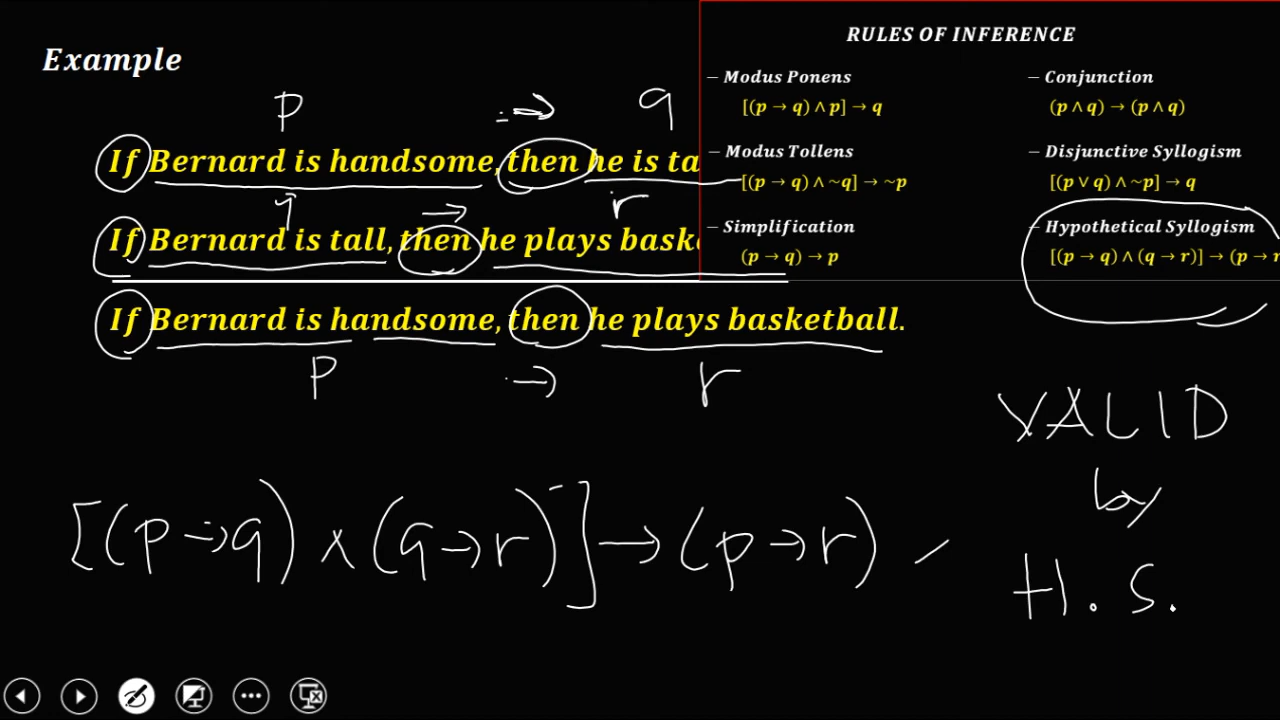 Example
p → q
If Bernard is handsome, then he is ta
q → r
If Bernard is tall, then he plays bask
If Bernard is handsome, then he plays basketball.
p → r
RULES OF INFERENCE
– Modus Ponens
[(p → q) ∧ p] → q
– Modus Tollens
[(p → q) ∧ ~q] → ~p
– Simplification
(p → q) → p
– Conjunction
(p ∧ q) → (p ∧ q)
– Disjunctive Syllogism
[(p ∨ q) ∧ ~p] → q
– Hypothetical Syllogism
[(p → q) ∧ (q → r)] → (p → r
[(p → q) ∧ (q → r)] → (p → r)
VALID
by
H.S.